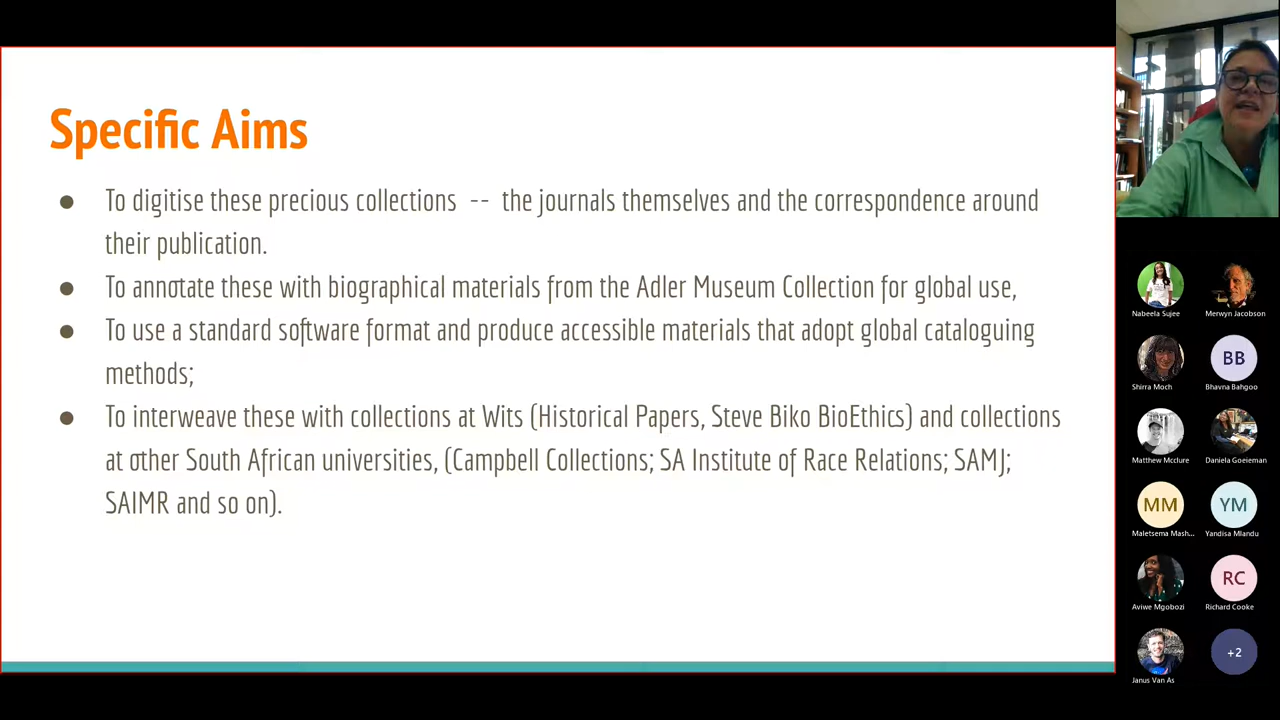 Specific Aims
● To digitise these precious collections -- the journals themselves and the correspondence around
their publication.
● To annotate these with biographical materials from the Adler Museum Collection for global use,
● To use a standard software format and produce accessible materials that adopt global cataloguing
methods;
● To interweave these with collections at Wits (Historical Papers, Steve Biko BioEthics) and collections
at other South African universities, (Campbell Collections; SA Institute of Race Relations; SAMJ;
SAIMR and so on).
Nabeela Sujee
Merwyn Jacobson
BB
Shirra Moch
Bhavna Bahgoo
Matthew Mcclure
Daniela Goeieman
MM
YM
Maletsema Mash...
Yandisa Mlandu
RC
Aviwe Mgobozi
Richard Cooke
+2
Janus Van As